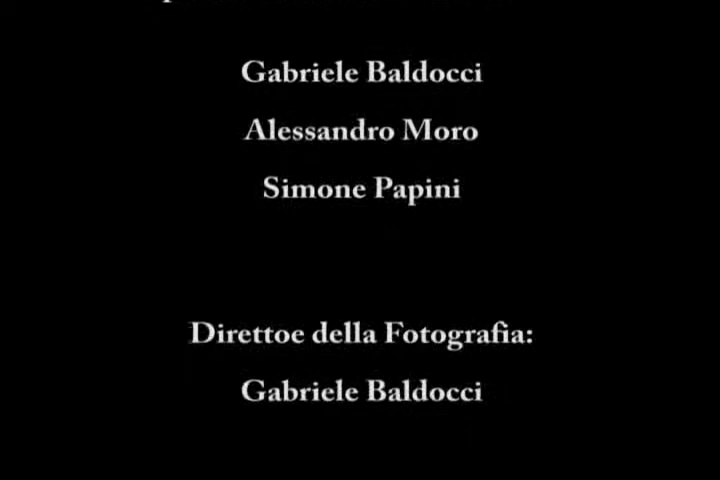 Gabriele Baldocci
Alessandro Moro
Simone Papini
Direttoe della Fotografia:
Gabriele Baldocci